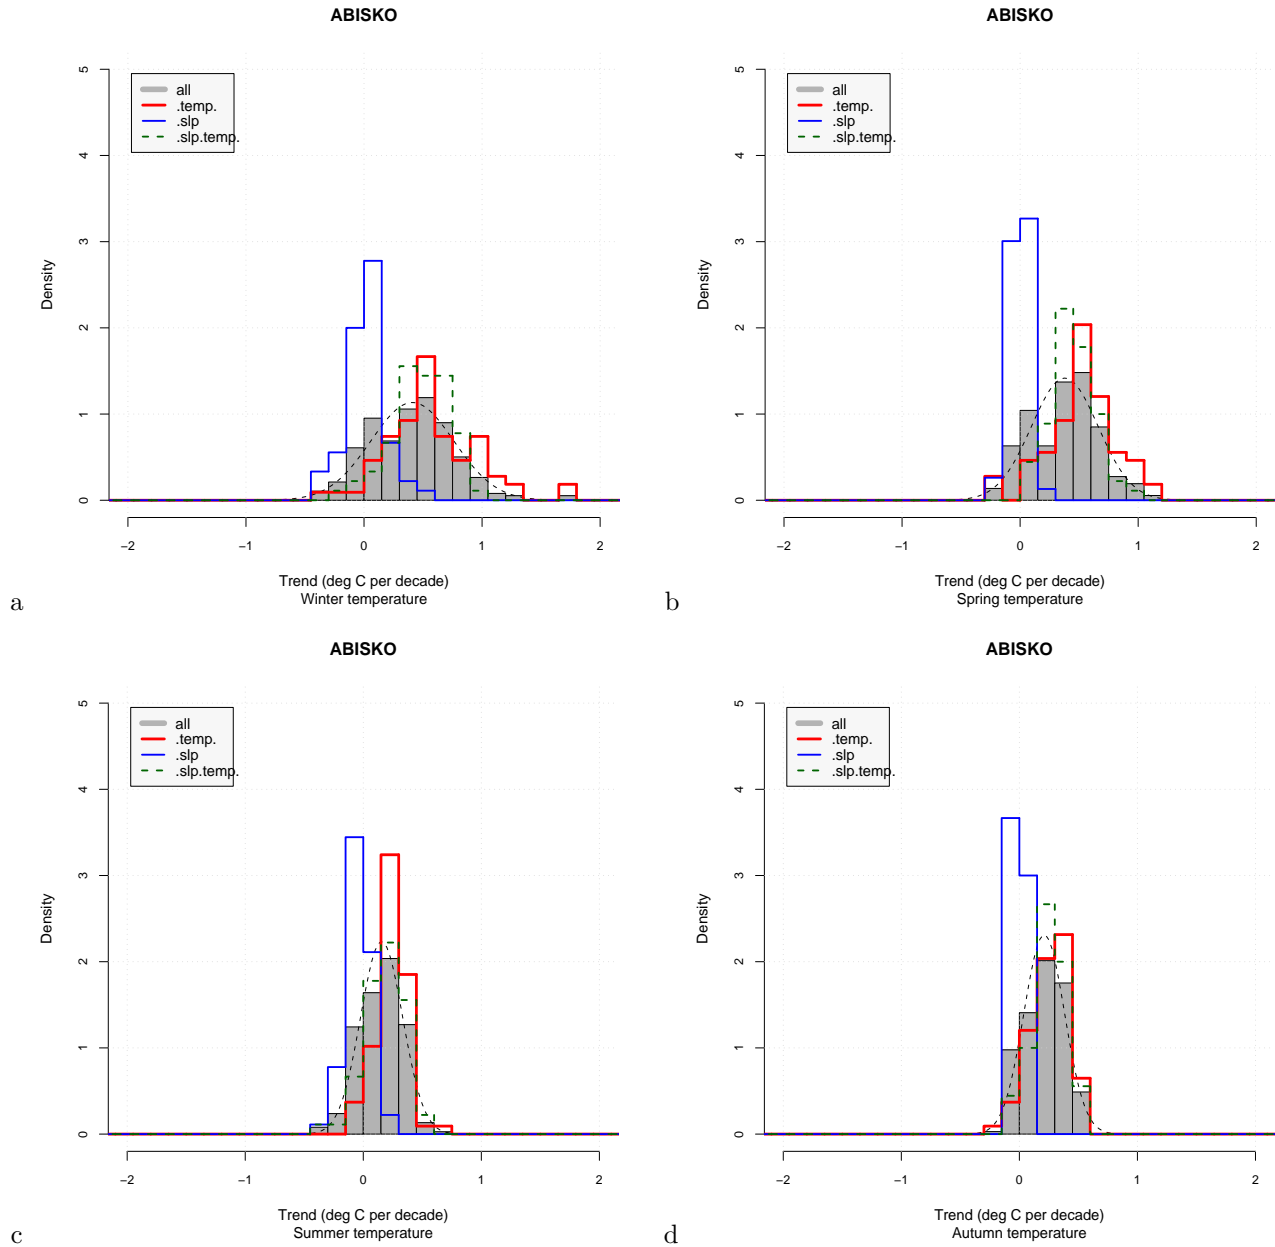 ABISKO
5
4
3
2
1
0
Density
all
.temp.
.slp
.slp.temp.
−2 −1 0 1 2
Trend (deg C per decade)
Winter temperature
a
ABISKO
5
4
3
2
1
0
Density
all
.temp.
.slp
.slp.temp.
−2 −1 0 1 2
Trend (deg C per decade)
Spring temperature
b
ABISKO
5
4
3
2
1
0
Density
all
.temp.
.slp
.slp.temp.
−2 −1 0 1 2
Trend (deg C per decade)
Summer temperature
c
ABISKO
5
4
3
2
1
0
Density
all
.temp.
.slp
.slp.temp.
−2 −1 0 1 2
Trend (deg C per decade)
Autumn temperature
d